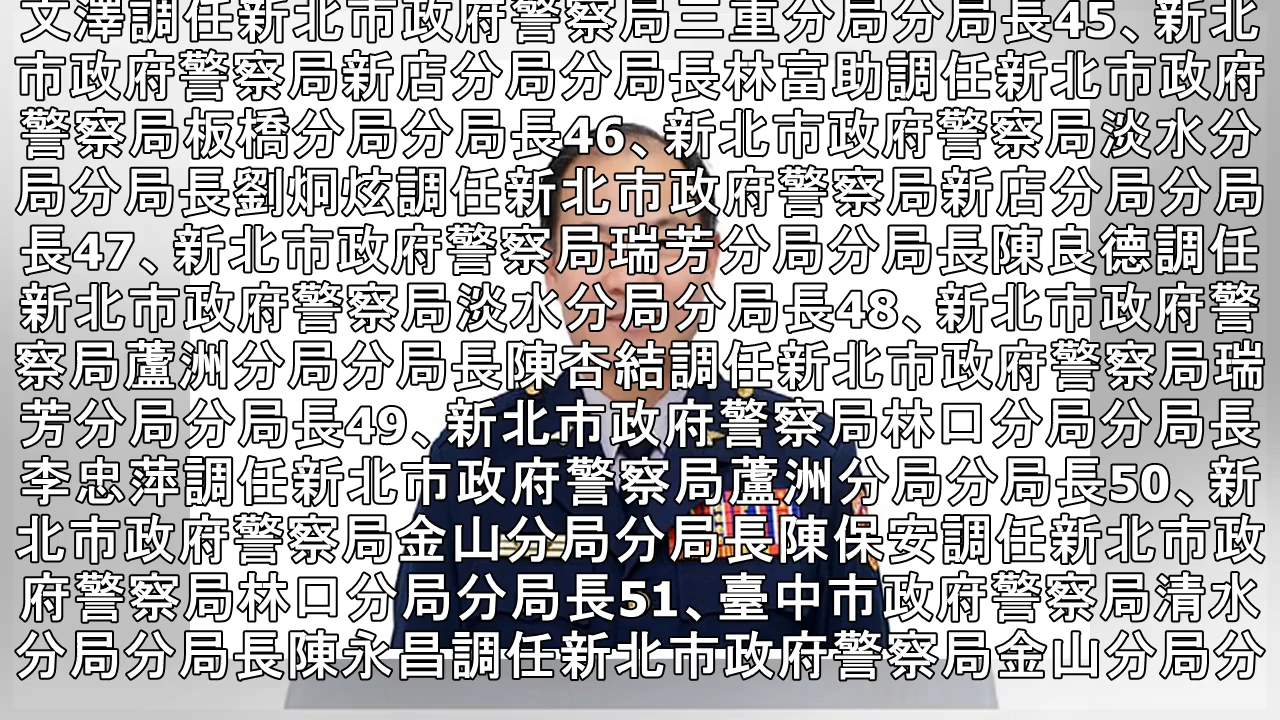 文澤調任新北市政府警察局三重分局分局長45、新北
市政府警察局新店分局分局長林富助調任新北市政府
警察局板橋分局分局長46、新北市政府警察局淡水分
局分局長劉炯炫調任新北市政府警察局新店分局分局
長47、新北市政府警察局瑞芳分局分局長陳良德調任
新北市政府警察局淡水分局分局長48、新北市政府警
察局蘆洲分局分局長陳杏結調任新北市政府警察局瑞
芳分局分局長49、新北市政府警察局林口分局分局長
李忠萍調任新北市政府警察局蘆洲分局分局長50、新
北市政府警察局金山分局分局長陳保安調任新北市政
府警察局林口分局分局長51、臺中市政府警察局清水
分局分局長陳永昌調任新北市政府警察局金山分局分